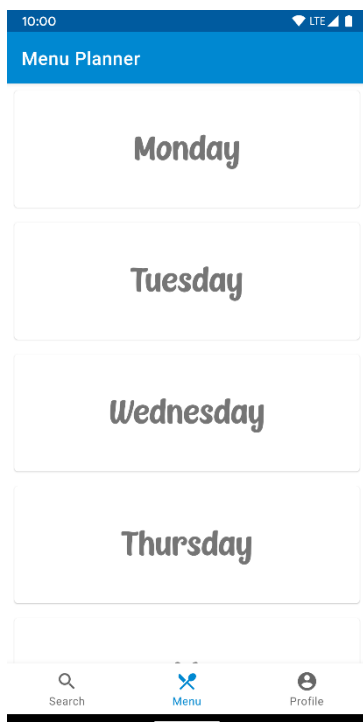 10:00 LTE
Menu Planner
Monday
Tuesday
Wednesday
Thursday
Search Menu Profile